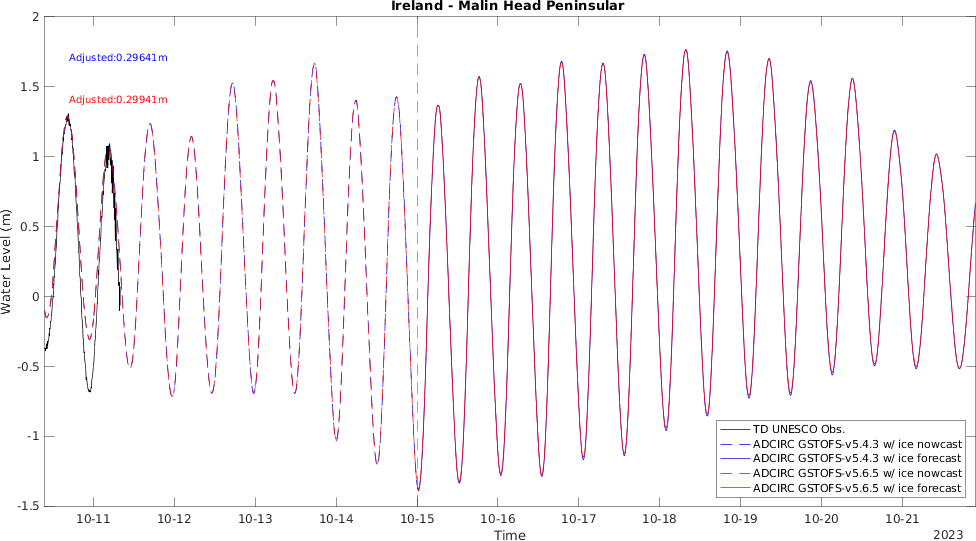 Ireland - Malin Head Peninsular
2
Adjusted:0.29641m
1.5
Adjusted:0.29941m
1
0.5
Water Level (m)
0
-0.5
-1
-1.5
TD UNESCO Obs.
ADCIRC GSTOFS-v5.4.3 w/ ice nowcast
ADCIRC GSTOFS-v5.4.3 w/ ice forecast
ADCIRC GSTOFS-v5.6.5 w/ ice nowcast
ADCIRC GSTOFS-v5.6.5 w/ ice forecast
10-11 10-12 10-13 10-14 10-15 10-16 10-17 10-18 10-19 10-20 10-21
Time
2023